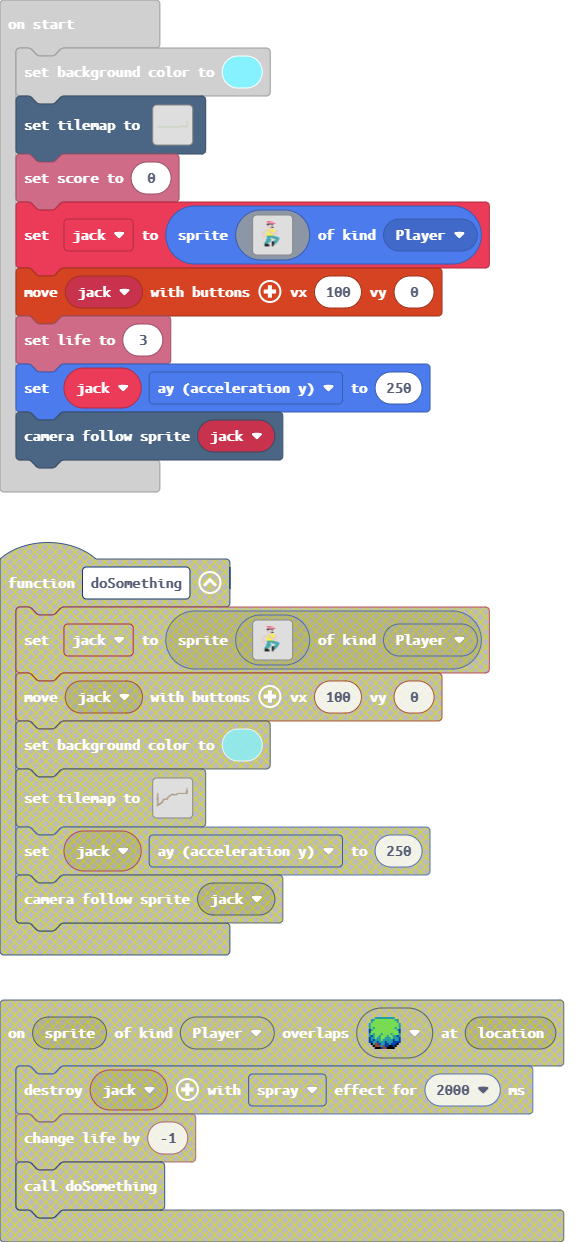 on start
set background color to
set tilemap to
set score to 0
set jack to sprite of kind Player
move jack with buttons vx 100 vy 0
set life to 3
set jack ay (acceleration y) to 250
camera follow sprite jack
function doSomething
set jack to sprite of kind Player
move jack with buttons vx 100 vy 0
set background color to
set tilemap to
set jack ay (acceleration y) to 250
camera follow sprite jack
on sprite of kind Player overlaps at location
destroy jack with spray effect for 2000 ms
change life by -1
call doSomething